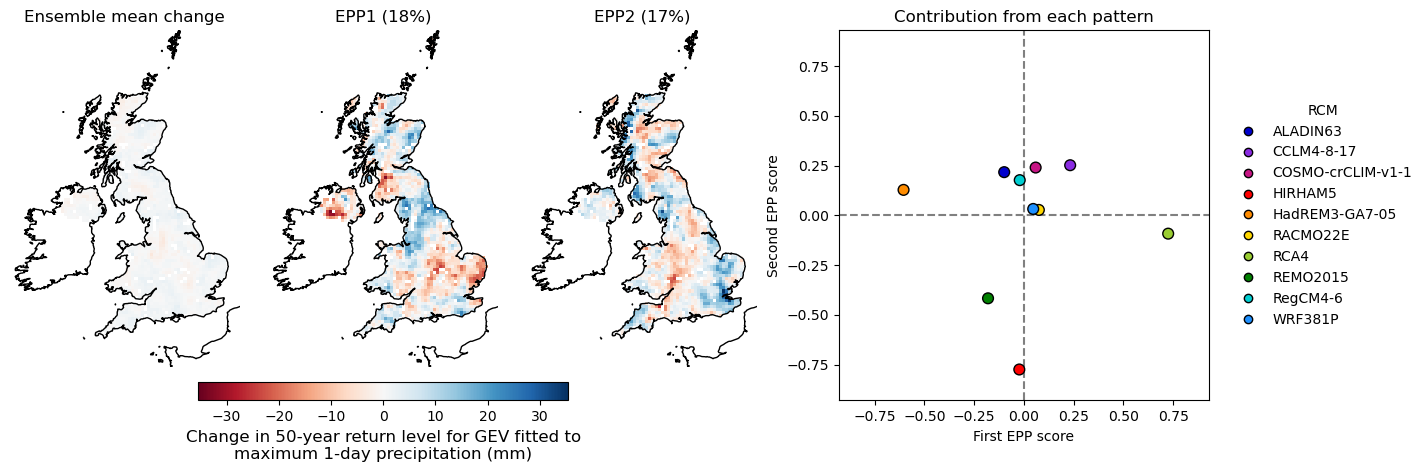 Ensemble mean change
EPP1 (18%)
EPP2 (17%)
Contribution from each pattern
−30 −20 −10 0 10 20 30
Change in 50-year return level for GEV fitted to
maximum 1-day precipitation (mm)
Second EPP score
0.75
0.50
0.25
0.00
−0.25
−0.50
−0.75
−0.75 −0.50 −0.25 0.00 0.25 0.50 0.75
First EPP score
RCM
ALADIN63
CCLM4-8-17
COSMO-crCLIM-v1-1
HIRHAM5
HadREM3-GA7-05
RACMO22E
RCA4
REMO2015
RegCM4-6
WRF381P